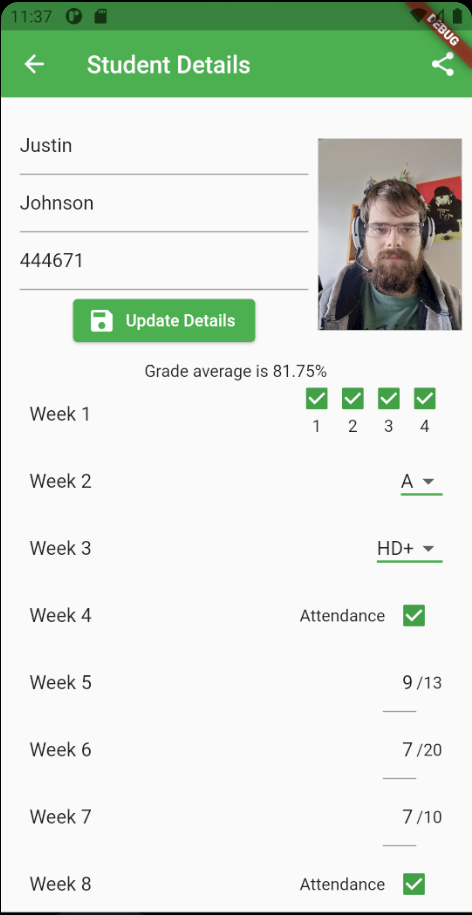 11:37
DEBUG
Student Details
Justin
Johnson
444671
Update Details
Grade average is 81.75%
Week 1
1 2 3 4
Week 2 A
Week 3 HD+
Week 4 Attendance
Week 5 9 /13
Week 6 7 /20
Week 7 7 /10
Week 8 Attendance